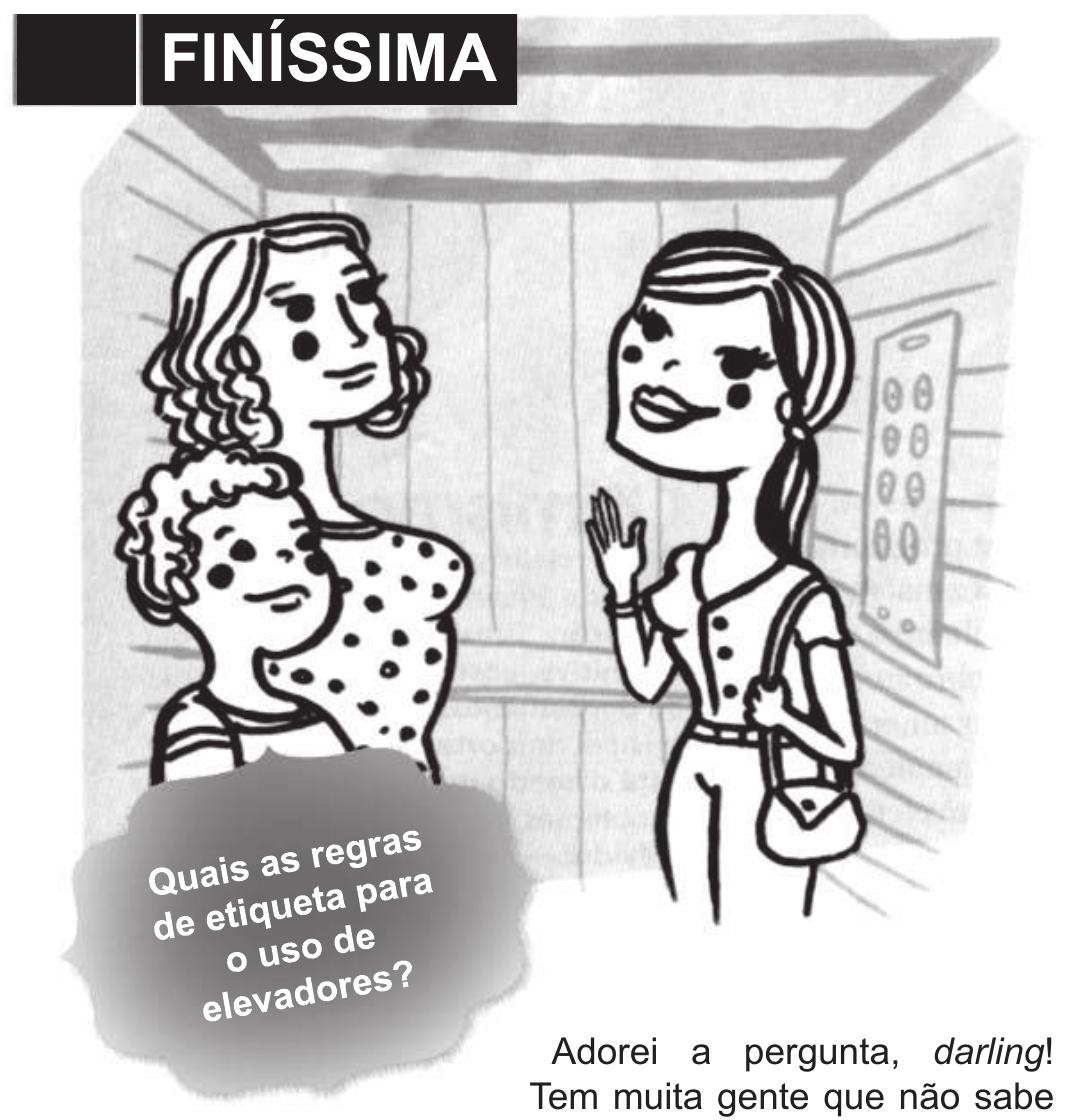 FINÍSSIMA
Quais as regras
de etiqueta para
o uso de
elevadores?
Adorei a pergunta, darling!
Tem muita gente que não sabe